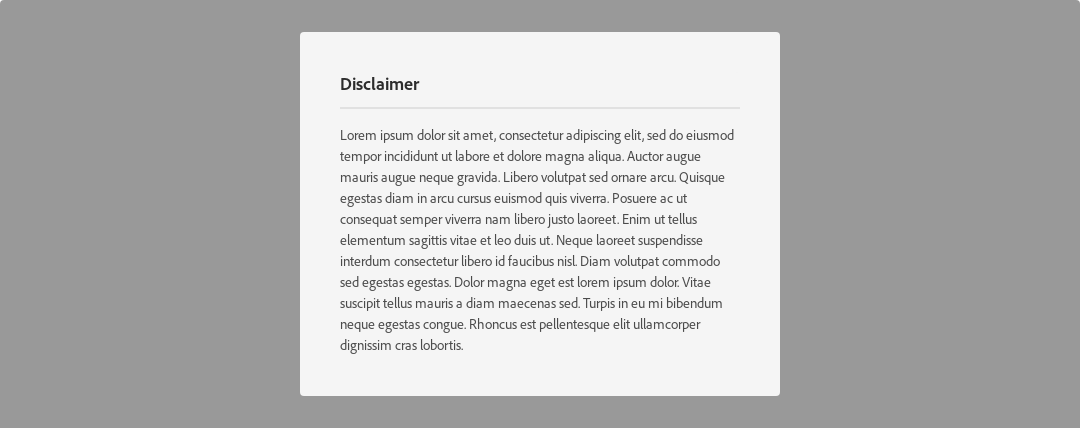 Disclaimer
Lorem ipsum dolor sit amet, consectetur adipiscing elit, sed do eiusmod
tempor incididunt ut labore et dolore magna aliqua. Auctor augue
mauris augue neque gravida. Libero volutpat sed ornare arcu. Quisque
egestas diam in arcu cursus euismod quis viverra. Posuere ac ut
consequat semper viverra nam libero justo laoreet. Enim ut tellus
elementum sagittis vitae et leo duis ut. Neque laoreet suspendisse
interdum consectetur libero id faucibus nisl. Diam volutpat commodo
sed egestas egestas. Dolor magna eget est lorem ipsum dolor. Vitae
suscipit tellus mauris a diam maecenas sed. Turpis in eu mi bibendum
neque egestas congue. Rhoncus est pellentesque elit ullamcorper
dignissim cras lobortis.